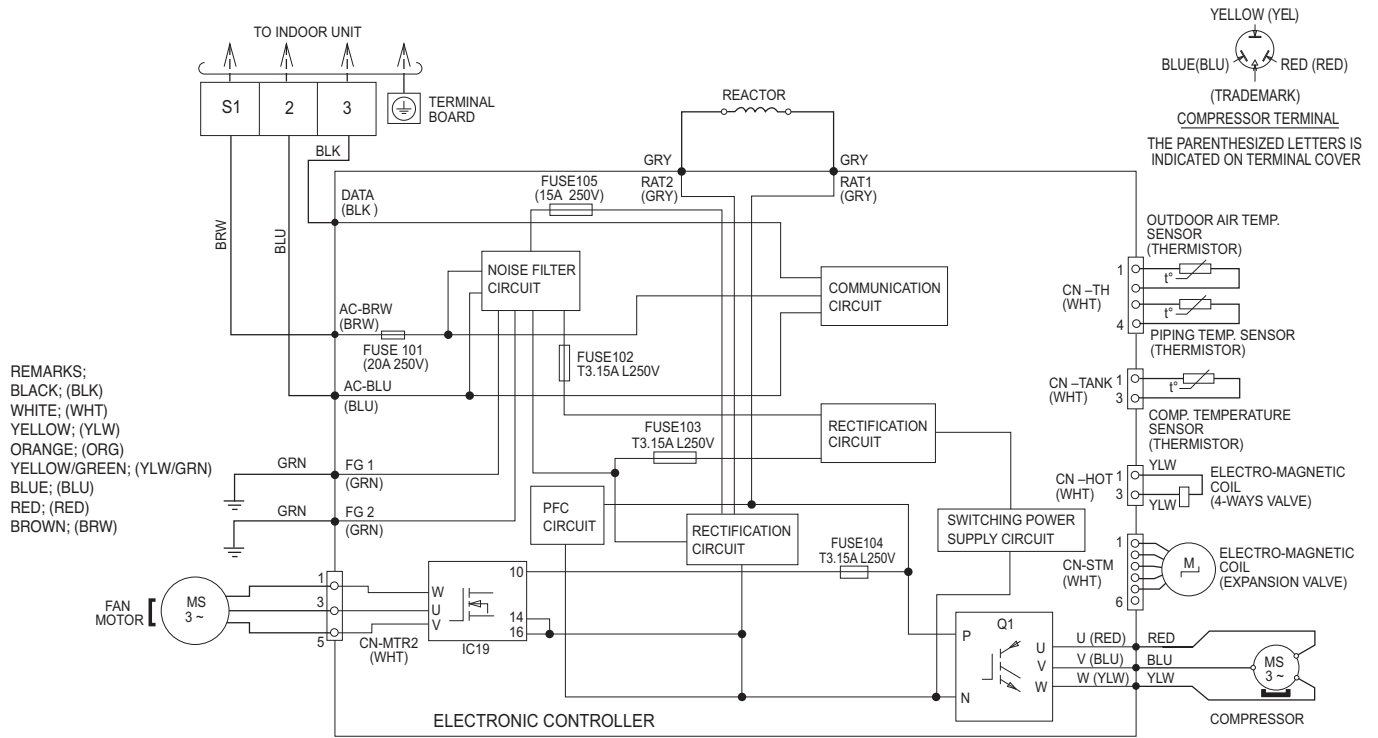 TO INDOOR UNIT
S1
2
3
TERMINAL
BOARD
YELLOW (YEL)
BLUE(BLU)
RED (RED)
(TRADEMARK)
COMPRESSOR TERMINAL
THE PARENTHESIZED LETTERS IS
INDICATED ON TERMINAL COVER
REACTOR
BLK
GRY
GRY
RAT2
(GRY)
RAT1
(GRY)
BRW
BLU
DATA
(BLK )
FUSE105
(15A 250V)
NOISE FILTER
CIRCUIT
COMMUNICATION
CIRCUIT
AC-BRW
(BRW)
FUSE 101
(20A 250V)
FUSE102
T3.15A L250V
AC-BLU
(BLU)
FUSE103
T3.15A L250V
RECTIFICATION
CIRCUIT
GRN
FG 1
(GRN)
GRN
FG 2
(GRN)
PFC
CIRCUIT
RECTIFICATION
CIRCUIT
SWITCHING POWER
SUPPLY CIRCUIT
FUSE104
T3.15A L250V
REMARKS;
BLACK; (BLK)
WHITE; (WHT)
YELLOW; (YLW)
ORANGE; (ORG)
YELLOW/GREEN; (YLW/GRN)
BLUE; (BLU)
RED; (RED)
BROWN; (BRW)
FAN
MOTOR
MS
3 ~
1
3
5
CN-MTR2
(WHT)
W
U
V
10
14
16
IC19
Q1
P
N
U
V
W
U (RED)
V (BLU)
W (YLW)
RED
BLU
YLW
MS
3 ~
COMPRESSOR
OUTDOOR AIR TEMP.
SENSOR
(THERMISTOR)
1
CN –TH
(WHT)
4
t°
t°
PIPING TEMP. SENSOR
(THERMISTOR)
CN –TANK
(WHT)
1
3
t°
COMP. TEMPERATURE
SENSOR
(THERMISTOR)
CN –HOT
(WHT)
1
3
YLW
YLW
ELECTRO-MAGNETIC
COIL
(4-WAYS VALVE)
1
CN-STM
(WHT)
6
M
ELECTRO-MAGNETIC
COIL
(EXPANSION VALVE)
ELECTRONIC CONTROLLER